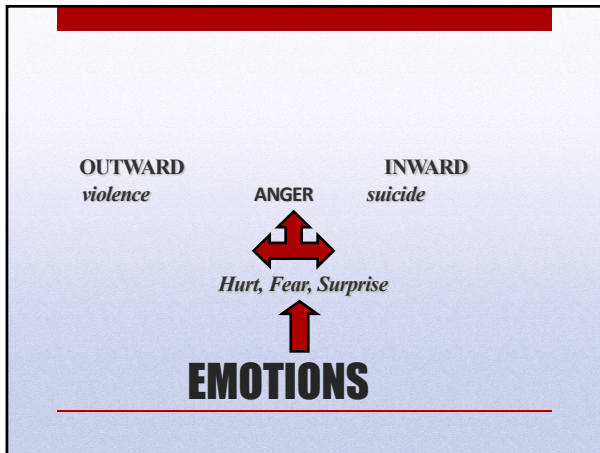 OUTWARD INWARD
violence ANGER suicide
Hurt, Fear, Surprise
EMOTIONS